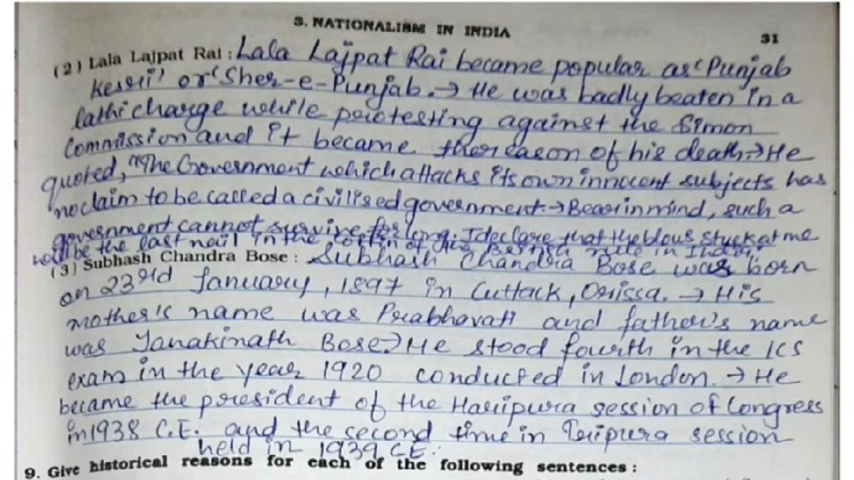 3. NATIONALISM IN INDIA
31
(2) Lala Lajpat Rai : Lala Lajpat Rai became popular as 'Punjab
Kesri' or 'Sher-e-Punjab. → He was badly beaten in a
lathicharge while protesting against the Simon
Commission and it became the reason of his death → He
quoted, "The Government which attacks its own innocent subjects has
no claim to be called a civilised government. → Bear in mind, such a
government cannot survive for long. I declare that the blows stuck at me
will be the last nail in the coffin of the British rule in India."
(3) Subhash Chandra Bose : Subhash Chandra Bose was born
on 23rd January, 1897 in Cuttack, Orissa. → His
mother's name was Prabhavati and father's name
was Janakinath Bose → He stood fourth in the ICS
exam in the year 1920 conducted in London. → He
became the president of the Haripura session of Congress
in 1938 C.E. and the second time in Tripura session
held in 1939 C.E.
9. Give historical reasons for each of the following sentences :